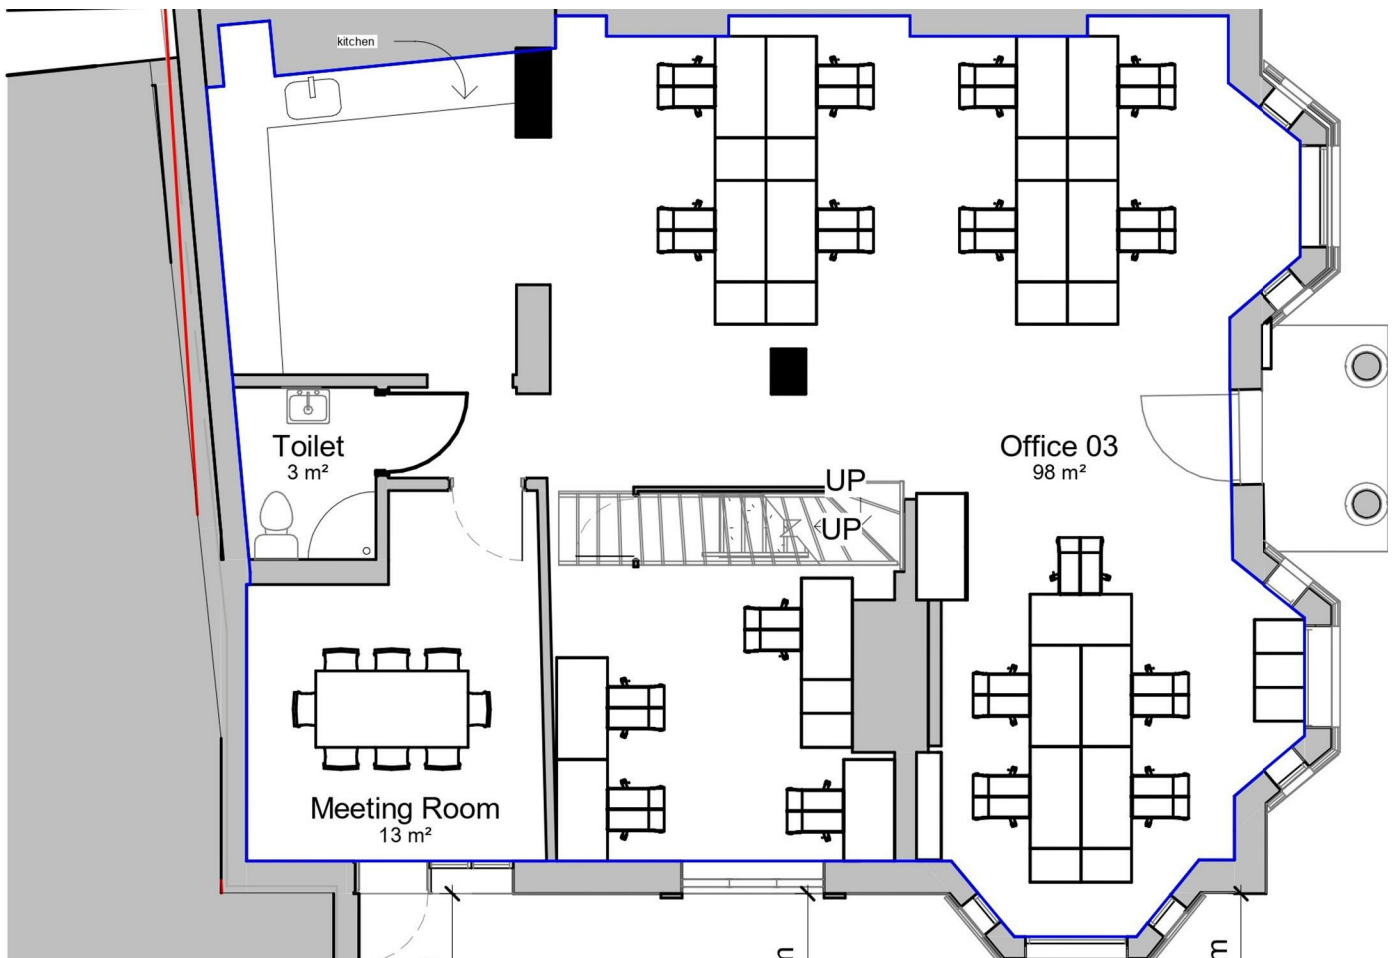 kitchen
Toilet
3 m²
Office 03
98 m²
UP
UP
Meeting Room
13 m²
n
m